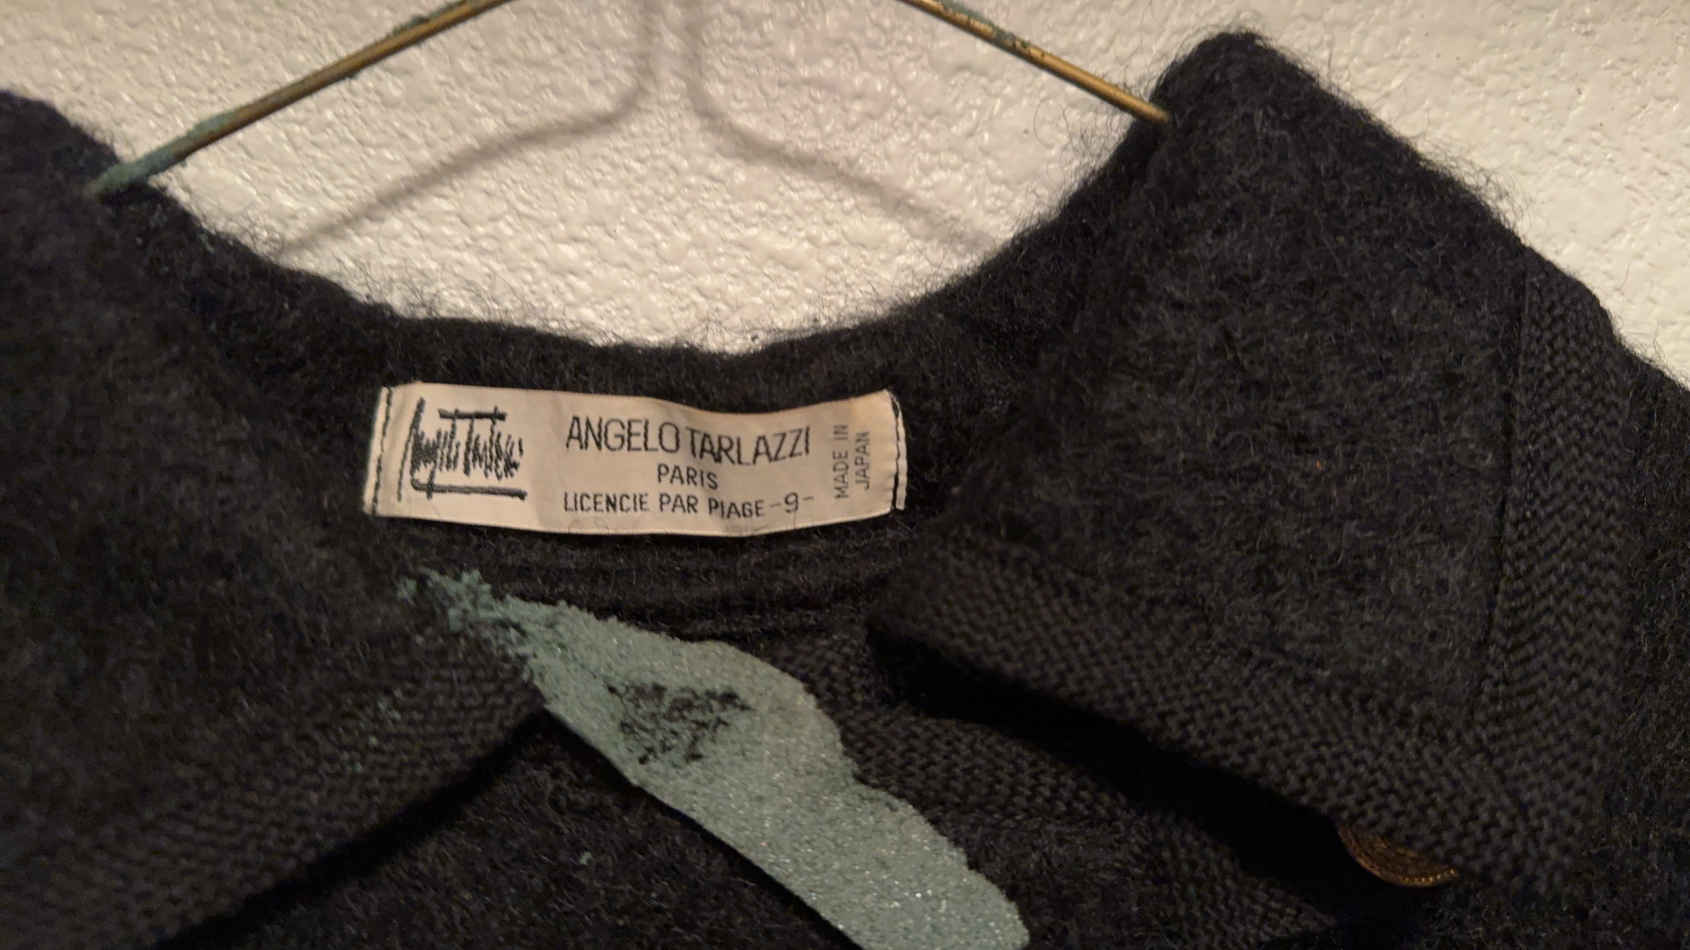 ANGELO TARLAZZI
PARIS
LICENCIE PAR PIAGE -9-
MADE IN
JAPAN